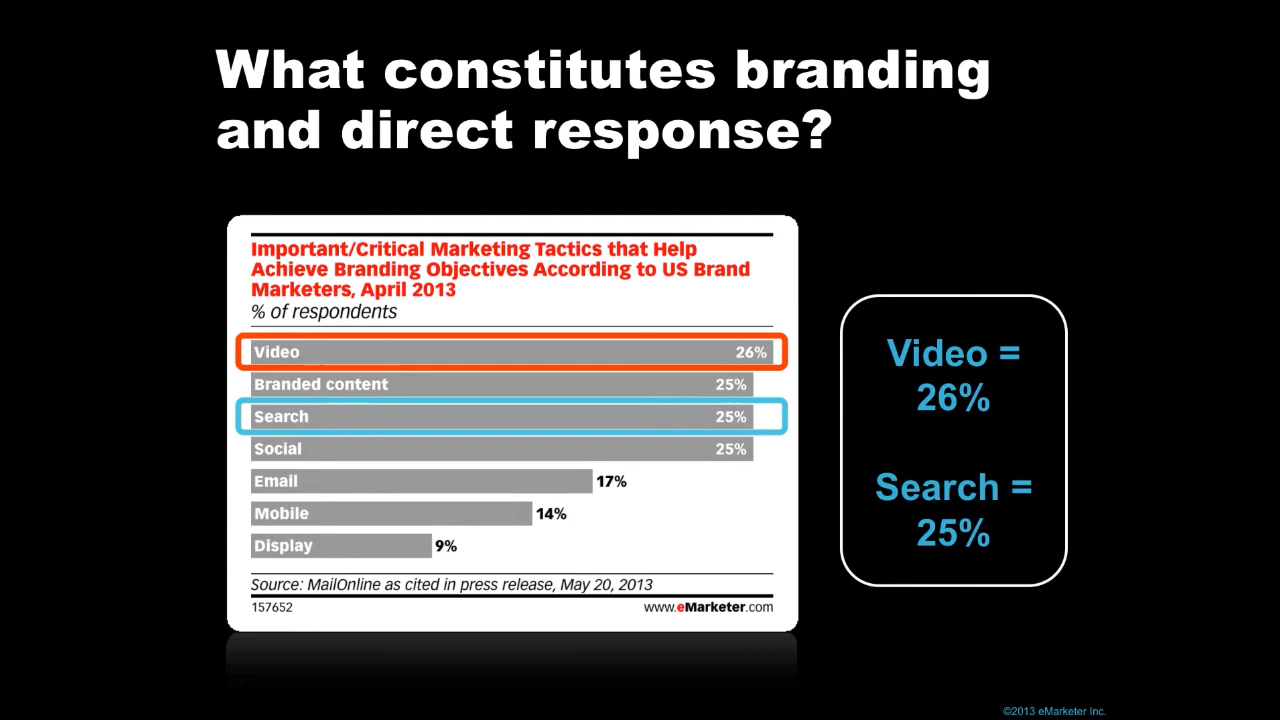 What constitutes branding
and direct response?
Important/Critical Marketing Tactics that Help
Achieve Branding Objectives According to US Brand
Marketers, April 2013
% of respondents
Video 26%
Branded content 25%
Search 25%
Social 25%
Email 17%
Mobile 14%
Display 9%
Source: MailOnline as cited in press release, May 20, 2013
157652 www.eMarketer.com
Video =
26%
Search =
25%
©2013 eMarketer Inc.